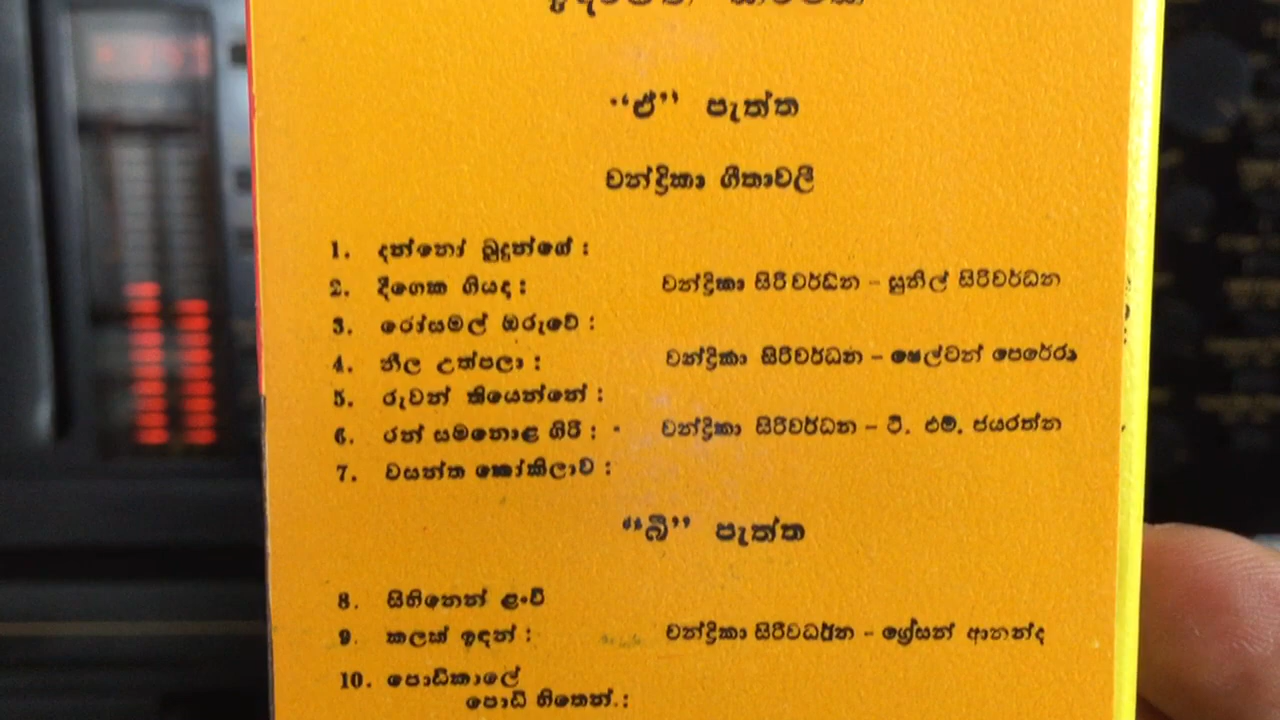 “ඒ” පැත්ත
චන්ද්‍රිකා ගීතාවලී
1. දන්නෝ බුදුන්ගේ :
2. දීගෙක ගියද : චන්ද්‍රිකා සිරිවර්ධන – සුනිල් සිරිවර්ධන
3. රෝසමල් ඔරුවේ :
4. නීල උත්පලා : චන්ද්‍රිකා සිරිවර්ධන – ෂෙල්ටන් පෙරේරා
5. රුවන් තියෙන්නේ :
6. රන් සමනොළ ගිරි : - චන්ද්‍රිකා සිරිවර්ධන – ටී. එම්. ජයරත්න
7. වසන්ත කෝකිලාව :
“බී” පැත්ත
8. සිහිනෙන් ළංවී
9. කලක් ඉඳන් : චන්ද්‍රිකා සිරිවර්ධන – ග්‍රේසන් ආනන්ද
10. පොඩිකාලේ
පොඩි හිතෙන්.: